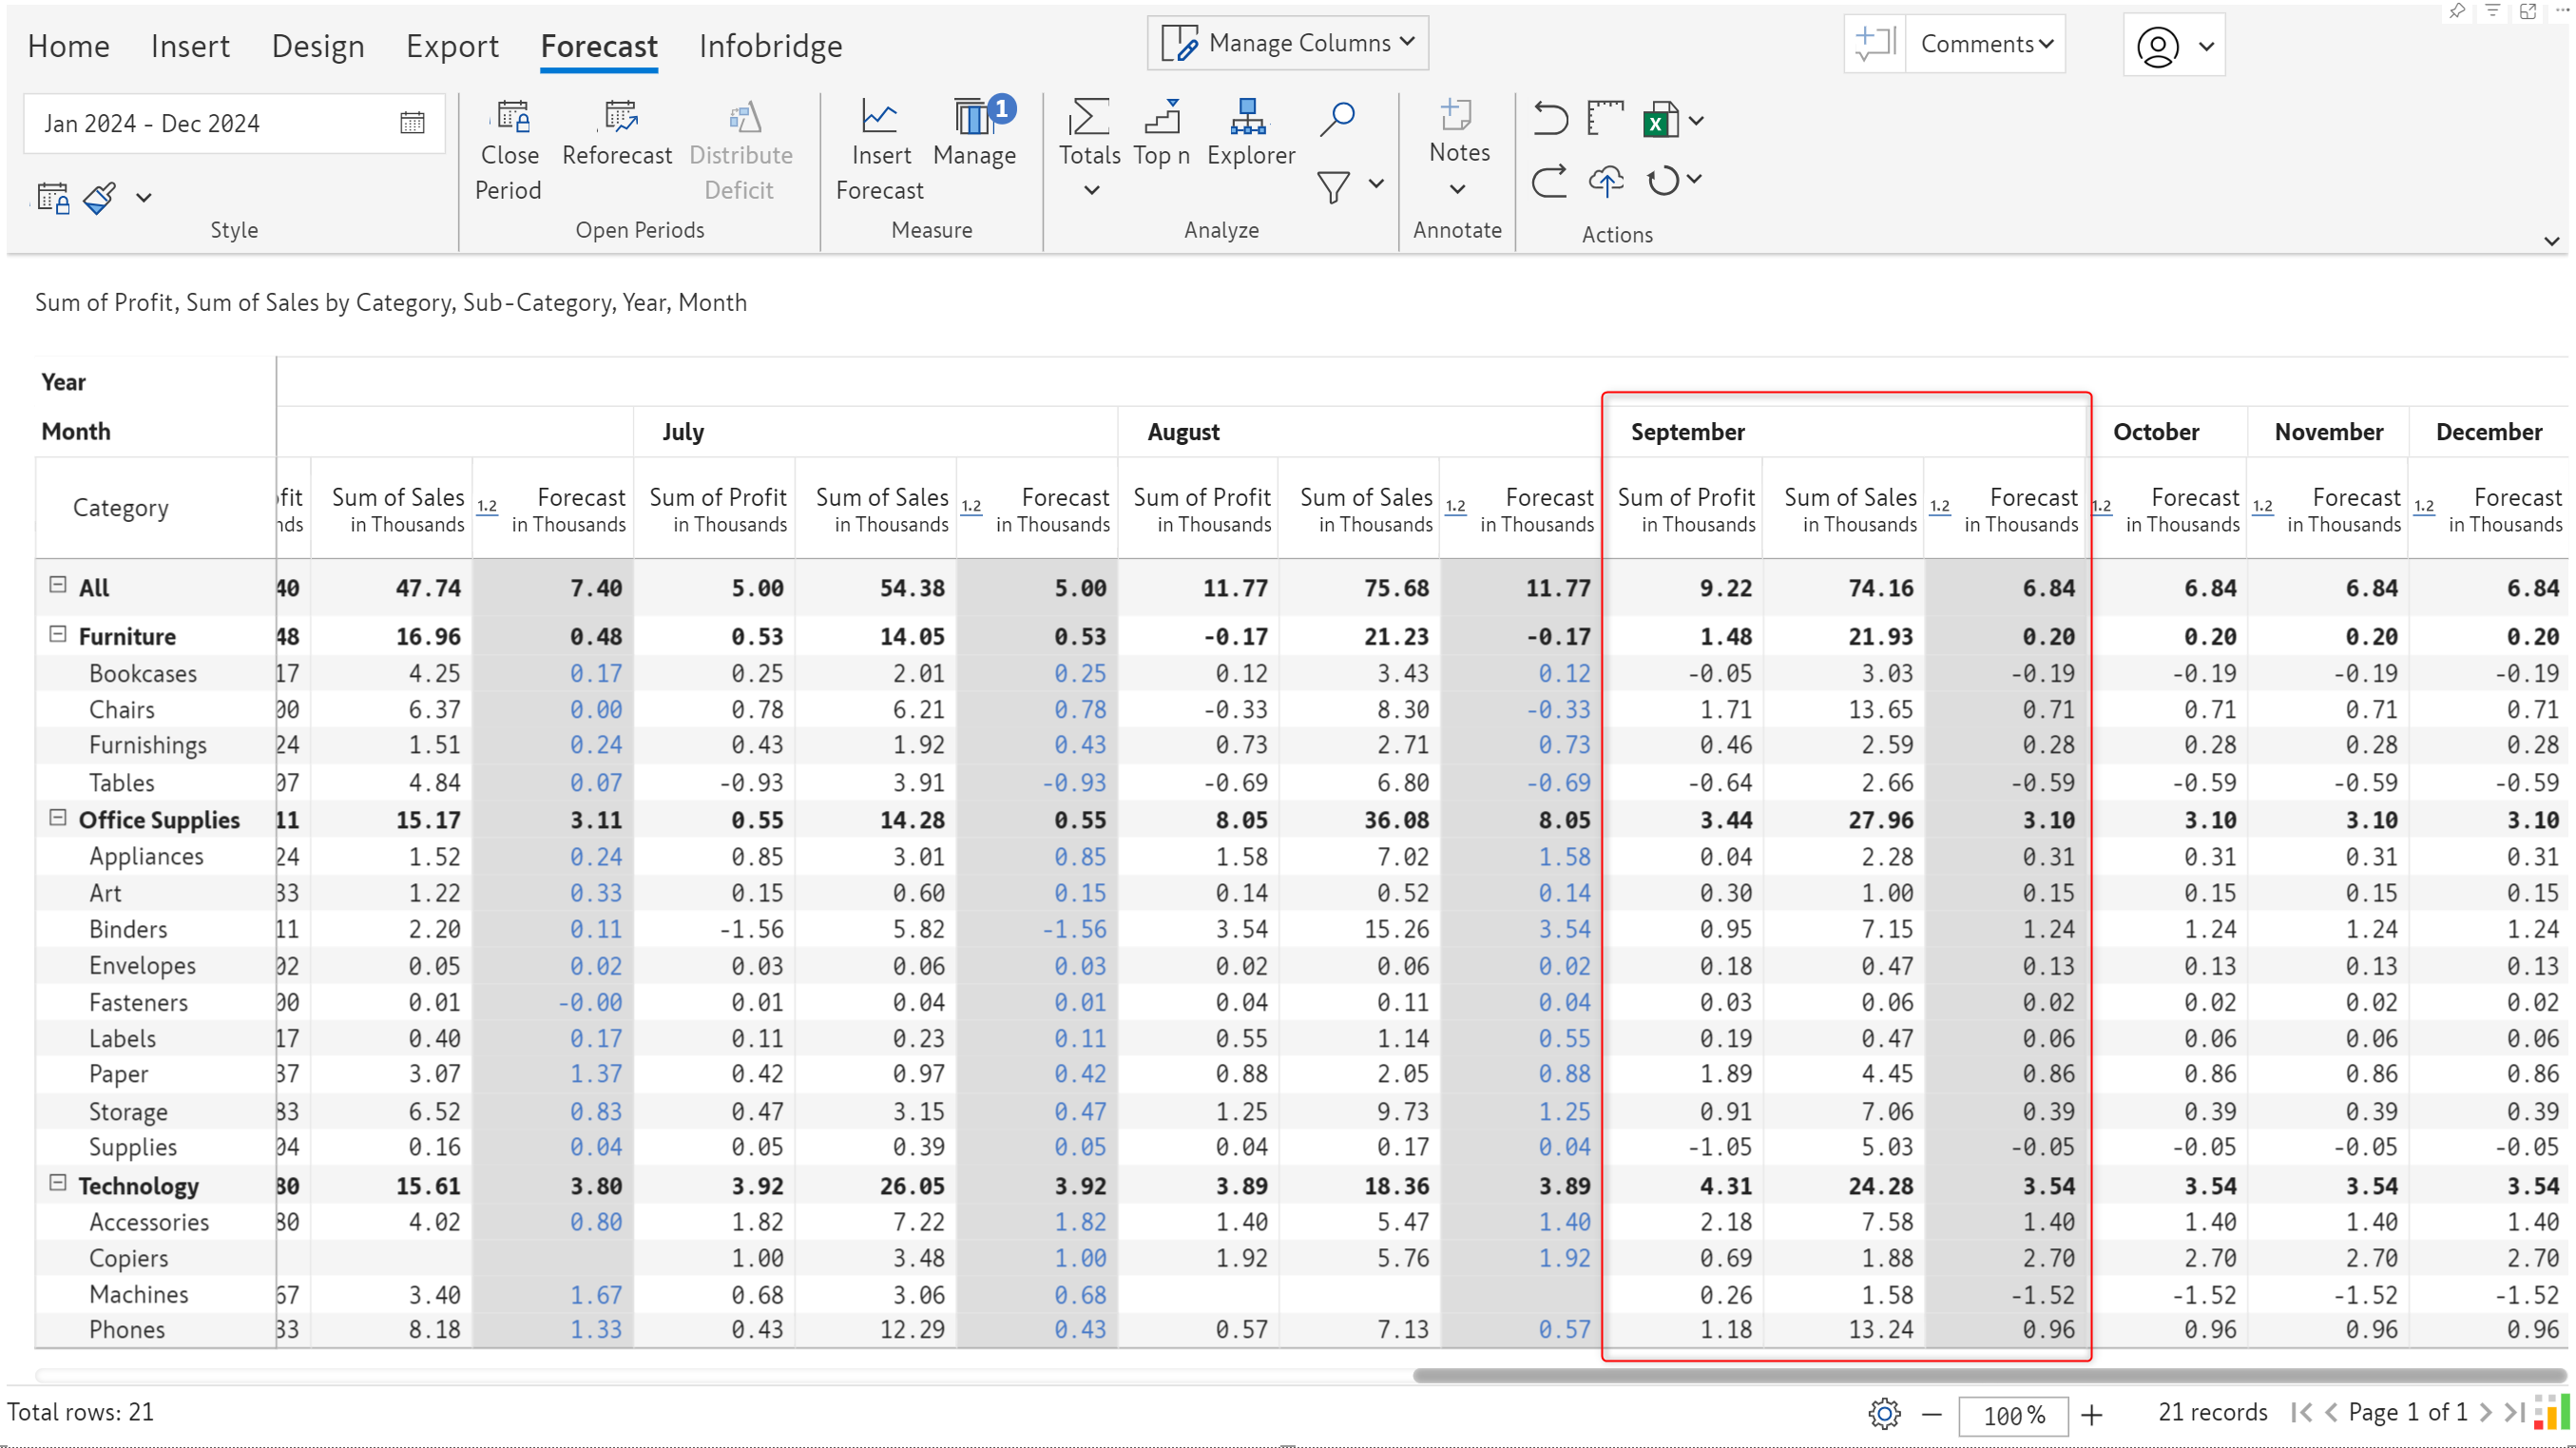 Home Insert Design Export Forecast Infobridge Manage Columns Comments
Jan 2024 - Dec 2024
Close Period Reforecast Distribute Deficit Insert Forecast Manage 1 Totals Top n Explorer Notes
Style Open Periods Measure Analyze Annotate Actions
Sum of Profit, Sum of Sales by Category, Sub-Category, Year, Month
Year
Month July August September October November December
Category fit Sum of Sales 1.2 Forecast Sum of Profit Sum of Sales 1.2 Forecast Sum of Profit Sum of Sales 1.2 Forecast Sum of Profit Sum of Sales 1.2 Forecast 1.2 Forecast 1.2 Forecast 1.2 Forecast
nds in Thousands in Thousands in Thousands in Thousands in Thousands in Thousands in Thousands in Thousands in Thousands in Thousands in Thousands in Thousands in Thousands in Thousands
All 40 47.74 7.40 5.00 54.38 5.00 11.77 75.68 11.77 9.22 74.16 6.84 6.84 6.84 6.84
Furniture 48 16.96 0.48 0.53 14.05 0.53 -0.17 21.23 -0.17 1.48 21.93 0.20 0.20 0.20 0.20
Bookcases 17 4.25 0.17 0.25 2.01 0.25 0.12 3.43 0.12 -0.05 3.03 -0.19 -0.19 -0.19 -0.19
Chairs 00 6.37 0.00 0.78 6.21 0.78 -0.33 8.30 -0.33 1.71 13.65 0.71 0.71 0.71 0.71
Furnishings 24 1.51 0.24 0.43 1.92 0.43 0.73 2.71 0.73 0.46 2.59 0.28 0.28 0.28 0.28
Tables 07 4.84 0.07 -0.93 3.91 -0.93 -0.69 6.80 -0.69 -0.64 2.66 -0.59 -0.59 -0.59 -0.59
Office Supplies 11 15.17 3.11 0.55 14.28 0.55 8.05 36.08 8.05 3.44 27.96 3.10 3.10 3.10 3.10
Appliances 24 1.52 0.24 0.85 3.01 0.85 1.58 7.02 1.58 0.04 2.28 0.31 0.31 0.31 0.31
Art 33 1.22 0.33 0.15 0.60 0.15 0.14 0.52 0.14 0.30 1.00 0.15 0.15 0.15 0.15
Binders 11 2.20 0.11 -1.56 5.82 -1.56 3.54 15.26 3.54 0.95 7.15 1.24 1.24 1.24 1.24
Envelopes 02 0.05 0.02 0.03 0.06 0.03 0.02 0.06 0.02 0.18 0.47 0.13 0.13 0.13 0.13
Fasteners 00 0.01 -0.00 0.01 0.04 0.01 0.04 0.11 0.04 0.03 0.06 0.02 0.02 0.02 0.02
Labels 17 0.40 0.17 0.11 0.23 0.11 0.55 1.14 0.55 0.19 0.47 0.06 0.06 0.06 0.06
Paper 37 3.07 1.37 0.42 0.97 0.42 0.88 2.05 0.88 1.89 4.45 0.86 0.86 0.86 0.86
Storage 83 6.52 0.83 0.47 3.15 0.47 1.25 9.73 1.25 0.91 7.06 0.39 0.39 0.39 0.39
Supplies 04 0.16 0.04 0.05 0.39 0.05 0.04 0.17 0.04 -1.05 5.03 -0.05 -0.05 -0.05 -0.05
Technology 80 15.61 3.80 3.92 26.05 3.92 3.89 18.36 3.89 4.31 24.28 3.54 3.54 3.54 3.54
Accessories 80 4.02 0.80 1.82 7.22 1.82 1.40 5.47 1.40 2.18 7.58 1.40 1.40 1.40 1.40
Copiers 1.00 3.48 1.00 1.92 5.76 1.92 0.69 1.88 2.70 2.70 2.70 2.70
Machines 67 3.40 1.67 0.68 3.06 0.68 0.26 1.58 -1.52 -1.52 -1.52 -1.52
Phones 33 8.18 1.33 0.43 12.29 0.43 0.57 7.13 0.57 1.18 13.24 0.96 0.96 0.96 0.96
Total rows: 21 100% 21 records Page 1 of 1